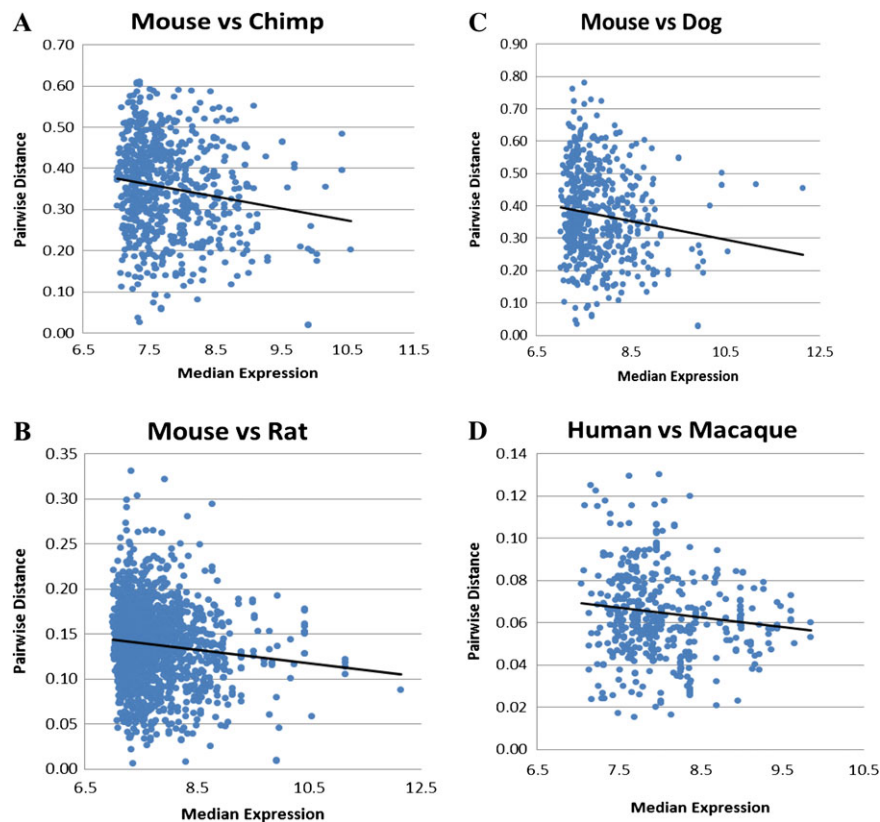 A
Mouse vs Chimp
Pairwise Distance
0.70
0.60
0.50
0.40
0.30
0.20
0.10
0.00
6.5 7.5 8.5 9.5 10.5 11.5
Median Expression
C
Mouse vs Dog
Pairwise Distance
0.90
0.80
0.70
0.60
0.50
0.40
0.30
0.20
0.10
0.00
6.5 8.5 10.5 12.5
Median Expression
B
Mouse vs Rat
Pairwise Distance
0.35
0.30
0.25
0.20
0.15
0.10
0.05
0.00
6.5 8.5 10.5 12.5
Median Expression
D
Human vs Macaque
Pairwise Distance
0.14
0.12
0.10
0.08
0.06
0.04
0.02
0.00
6.5 7.5 8.5 9.5 10.5
Median Expression